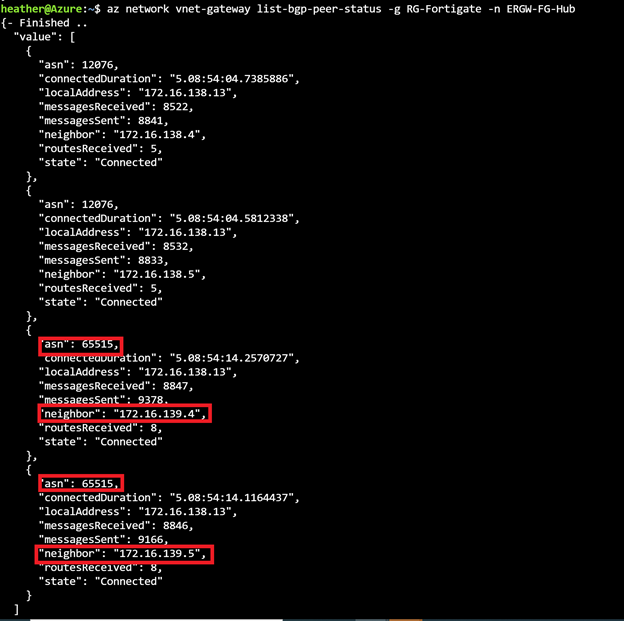 heather@Azure:~$ az network vnet-gateway list-bgp-peer-status -g RG-Fortigate -n ERGW-FG-Hub
{- Finished ..
"value": [
{
"asn": 12076,
"connectedDuration": "5.08:54:04.7385886",
"localAddress": "172.16.138.13",
"messagesReceived": 8522,
"messagesSent": 8841,
"neighbor": "172.16.138.4",
"routesReceived": 5,
"state": "Connected"
},
{
"asn": 12076,
"connectedDuration": "5.08:54:04.5812338",
"localAddress": "172.16.138.13",
"messagesReceived": 8532,
"messagesSent": 8833,
"neighbor": "172.16.138.5",
"routesReceived": 5,
"state": "Connected"
},
{
"asn": 65515,
"connectedDuration": "5.08:54:14.2570727",
"localAddress": "172.16.138.13",
"messagesReceived": 8847,
"messagesSent": 9378,
"neighbor": "172.16.139.4",
"routesReceived": 8,
"state": "Connected"
},
{
"asn": 65515,
"connectedDuration": "5.08:54:14.1164437",
"localAddress": "172.16.138.13",
"messagesReceived": 8846,
"messagesSent": 9166,
"neighbor": "172.16.139.5",
"routesReceived": 8,
"state": "Connected"
}
]